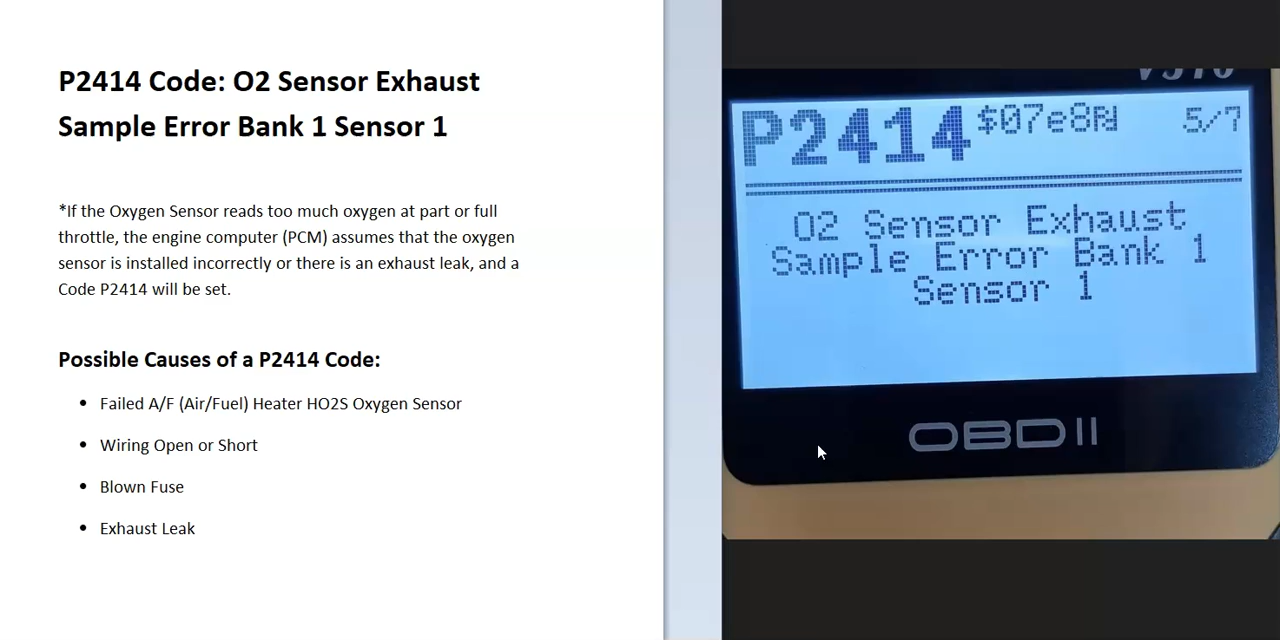 P2414 Code: O2 Sensor Exhaust
Sample Error Bank 1 Sensor 1
*If the Oxygen Sensor reads too much oxygen at part or full
throttle, the engine computer (PCM) assumes that the oxygen
sensor is installed incorrectly or there is an exhaust leak, and a
Code P2414 will be set.
Possible Causes of a P2414 Code:
• Failed A/F (Air/Fuel) Heater HO2S Oxygen Sensor
• Wiring Open or Short
• Blown Fuse
• Exhaust Leak
P2414 $07e8 5/7
O2 Sensor Exhaust
Sample Error Bank 1
Sensor 1
OBD II